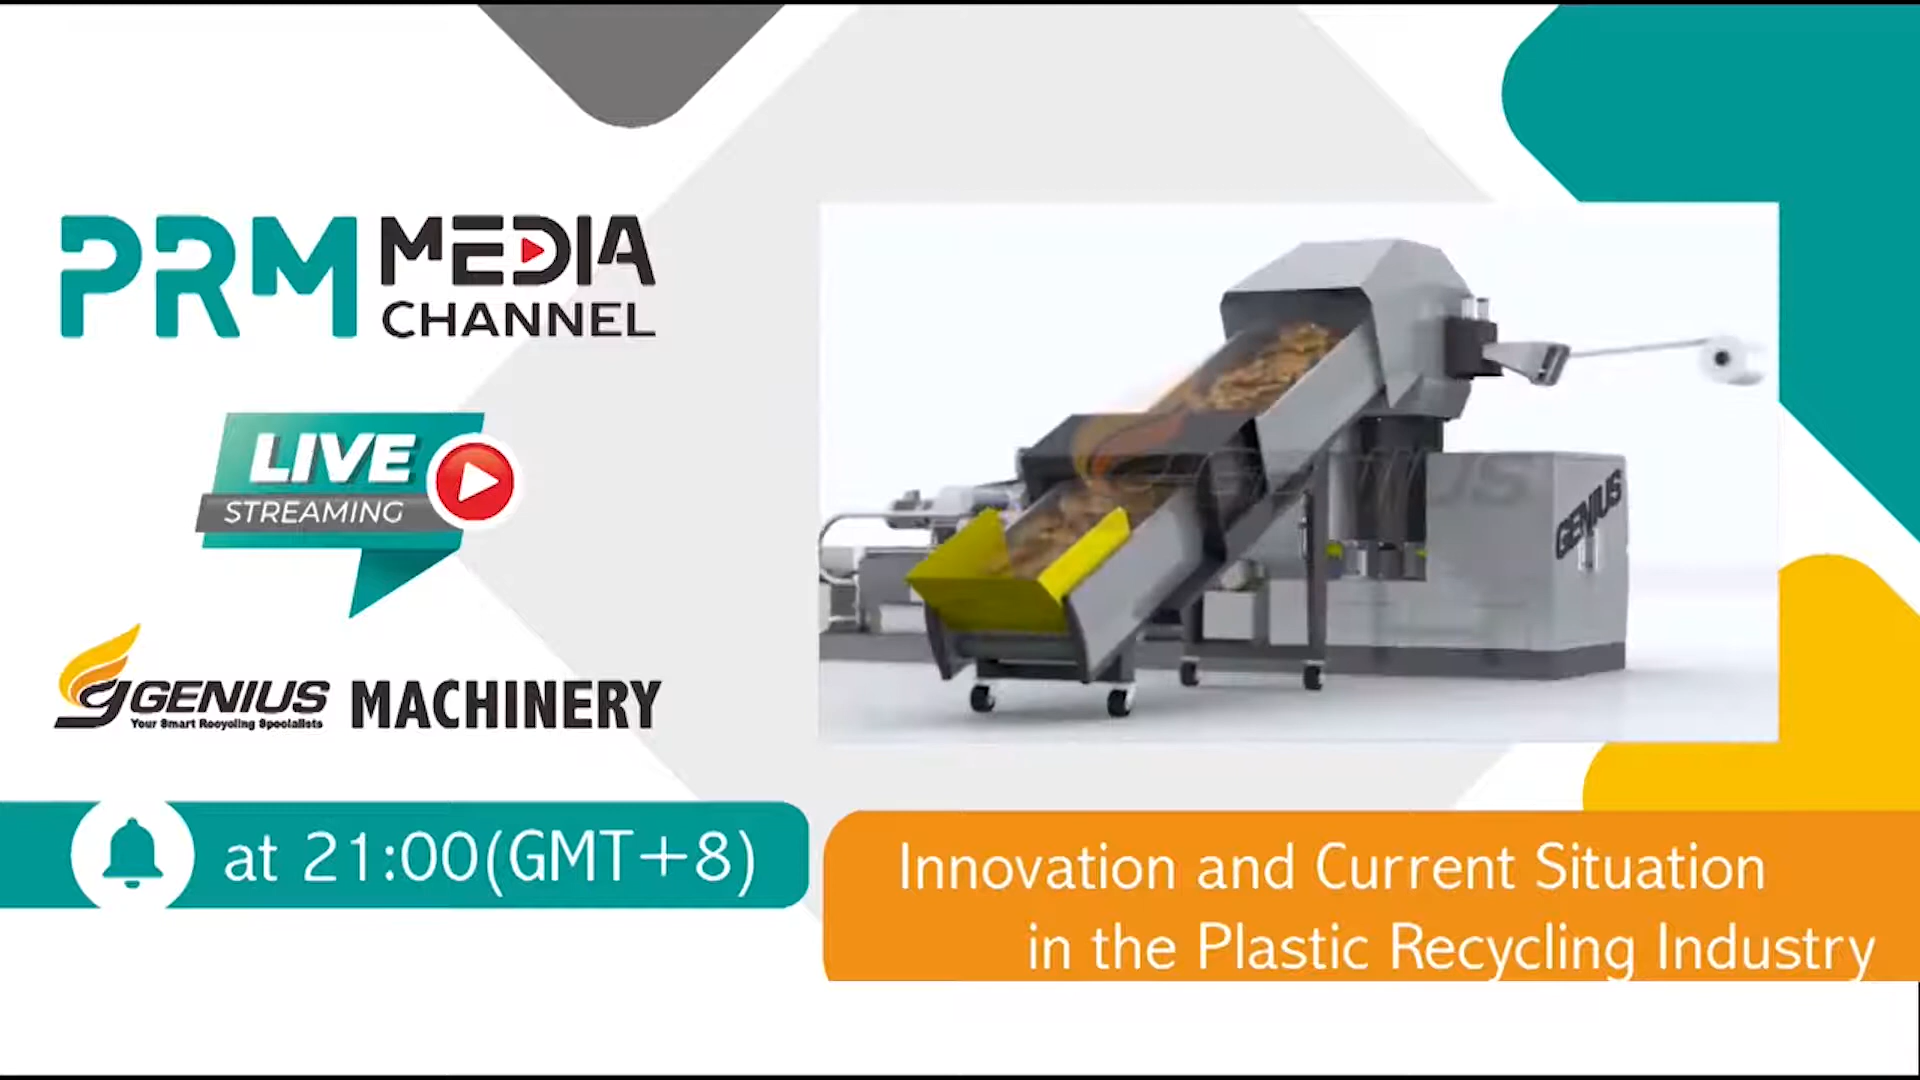 PRM MEDIA
CHANNEL
LIVE
STREAMING
GENIUS MACHINERY
Your Smart Recycling Specialists
GENIUS
GENIUS
at 21:00(GMT+8)
Innovation and Current Situation
in the Plastic Recycling Industry